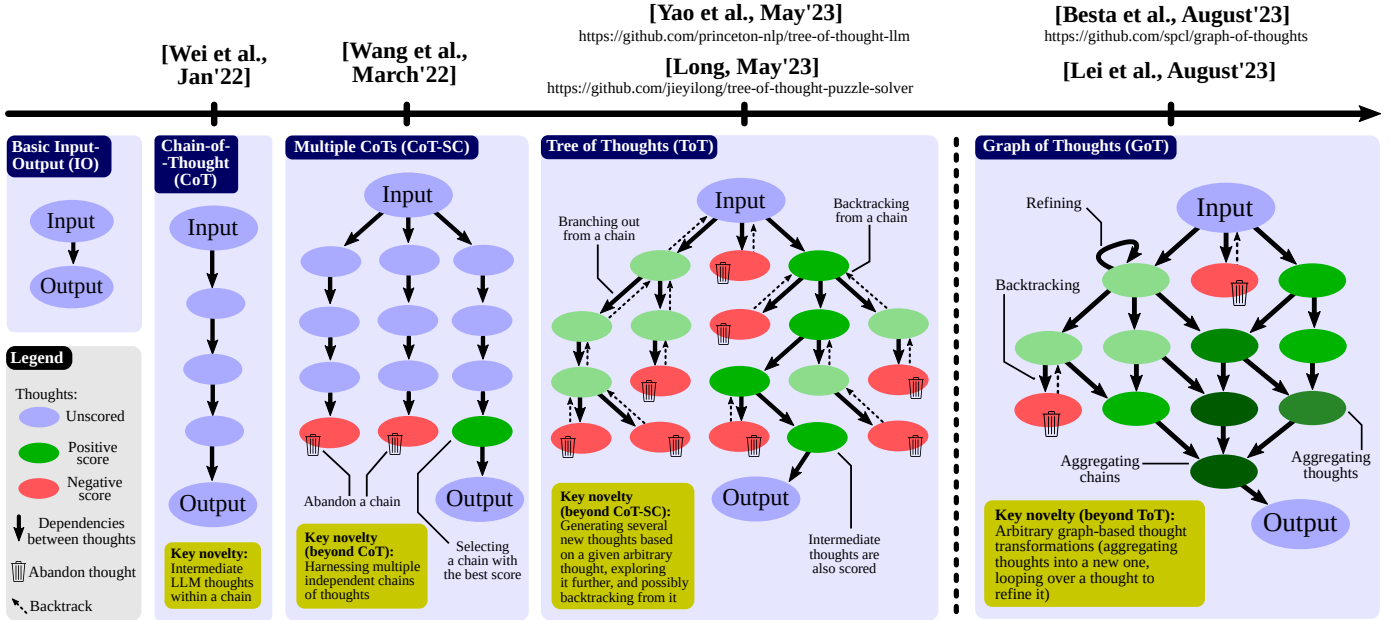 [Wei et al.,
Jan'22]
[Wang et al.,
March'22]
[Yao et al., May'23]
https://github.com/princeton-nlp/tree-of-thought-llm
[Long, May'23]
https://github.com/jieyilong/tree-of-thought-puzzle-solver
[Besta et al., August'23]
https://github.com/spcl/graph-of-thoughts
[Lei et al., August'23]
Basic Input-
Output (IO)
Input
Output
Legend
Thoughts:
Unscored
Positive
score
Negative
score
Dependencies
between thoughts
Abandon thought
Backtrack
Chain-of-
-Thought
(CoT)
Input
Output
Key novelty:
Intermediate
LLM thoughts
within a chain
Multiple CoTs (CoT-SC)
Input
Abandon a chain
Output
Key novelty
(beyond CoT):
Harnessing multiple
independent chains
of thoughts
Selecting
a chain with
the best score
Tree of Thoughts (ToT)
Input
Branching out
from a chain
Backtracking
from a chain
Output
Key novelty
(beyond CoT-SC):
Generating several
new thoughts based
on a given arbitrary
thought, exploring
it further, and possibly
backtracking from it
Intermediate
thoughts are
also scored
Graph of Thoughts (GoT)
Refining
Input
Backtracking
Aggregating
chains
Aggregating
thoughts
Output
Key novelty (beyond ToT):
Arbitrary graph-based thought
transformations (aggregating
thoughts into a new one,
looping over a thought to
refine it)